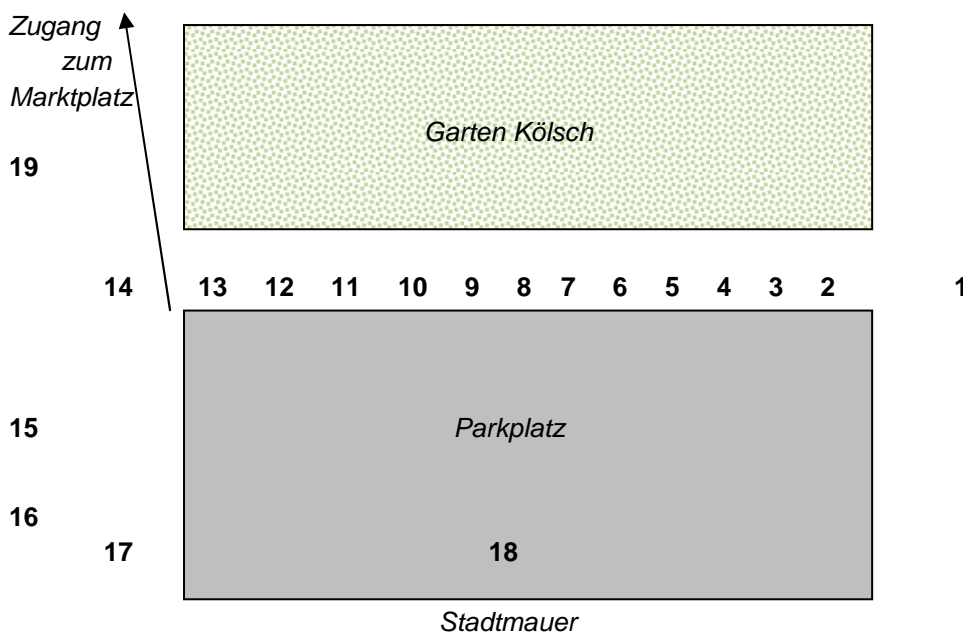 Zugang
zum
Marktplatz
Garten Kölsch
19
14 13 12 11 10 9 8 7 6 5 4 3 2 1
15
Parkplatz
16
17 18
Stadtmauer